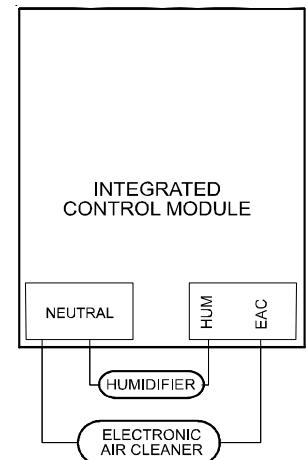 INTEGRATED
CONTROL MODULE
NEUTRAL
HUM
EAC
HUMIDIFIER
ELECTRONIC
AIR CLEANER